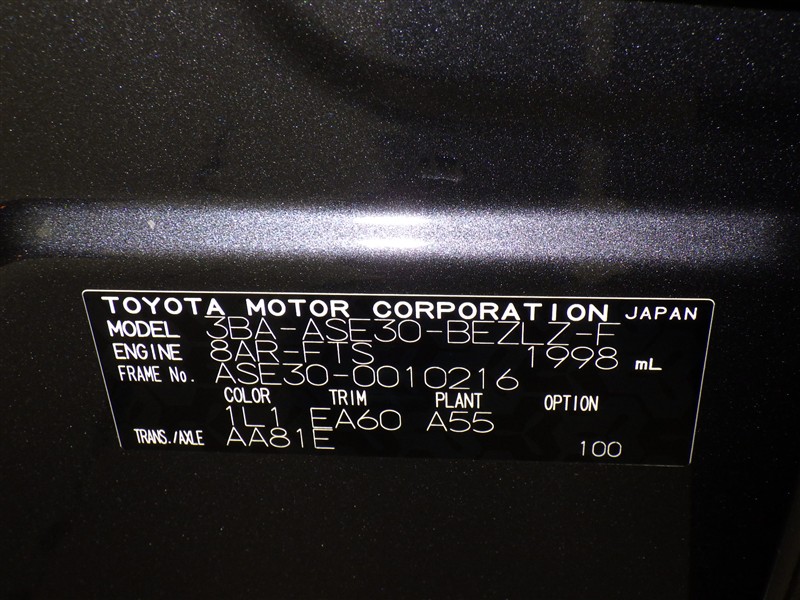 TOYOTA MOTOR CORPORATION JAPAN
MODEL 3BA-ASE30-BEZLZ-F
ENGINE 8AR-FTS 1998 mL
FRAME No. ASE30-0010216
COLOR TRIM PLANT OPTION
1L1 EA60 A55
TRANS./AXLE AA81E 100